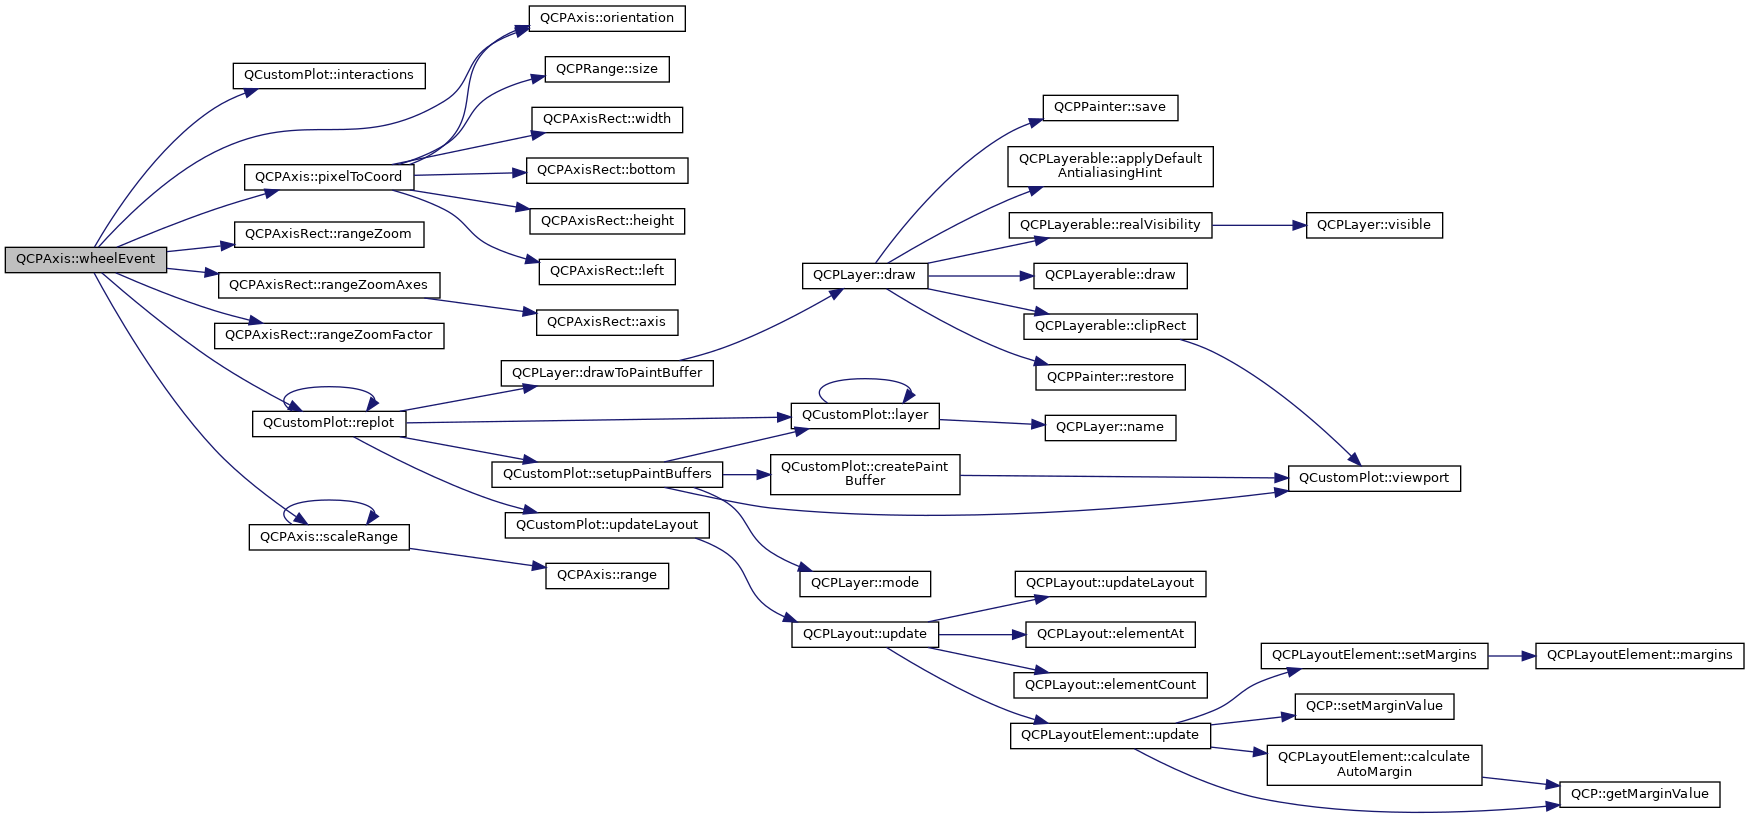 QCPAxis::wheelEvent
QCustomPlot::interactions
QCPAxis::pixelToCoord
QCPAxisRect::rangeZoom
QCPAxisRect::rangeZoomAxes
QCPAxisRect::rangeZoomFactor
QCustomPlot::replot
QCPAxis::scaleRange
QCPAxis::orientation
QCPRange::size
QCPAxisRect::width
QCPAxisRect::bottom
QCPAxisRect::height
QCPAxisRect::left
QCPAxisRect::axis
QCPLayer::drawToPaintBuffer
QCustomPlot::setupPaintBuffers
QCustomPlot::updateLayout
QCPAxis::range
QCPLayer::draw
QCustomPlot::layer
QCustomPlot::createPaint
Buffer
QCPLayer::mode
QCPLayout::update
QCPPainter::save
QCPLayerable::applyDefault
AntialiasingHint
QCPLayerable::realVisibility
QCPLayerable::draw
QCPLayerable::clipRect
QCPPainter::restore
QCPLayer::name
QCPLayout::updateLayout
QCPLayout::elementAt
QCPLayout::elementCount
QCPLayoutElement::update
QCPLayer::visible
QCustomPlot::viewport
QCPLayoutElement::setMargins
QCP::setMarginValue
QCPLayoutElement::calculate
AutoMargin
QCPLayoutElement::margins
QCP::getMarginValue